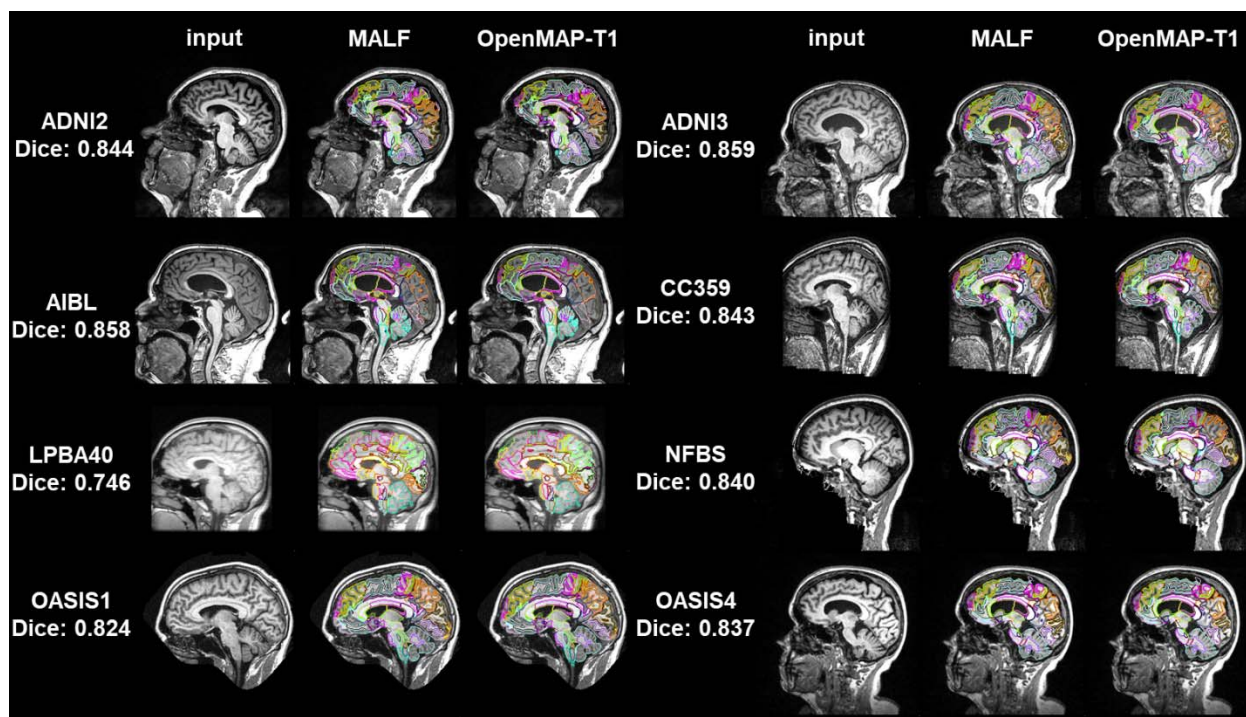 input MALF OpenMAP-T1
input MALF OpenMAP-T1
ADNI2
Dice: 0.844
ADNI3
Dice: 0.859
AIBL
Dice: 0.858
CC359
Dice: 0.843
LPBA40
Dice: 0.746
NFBS
Dice: 0.840
OASIS1
Dice: 0.824
OASIS4
Dice: 0.837